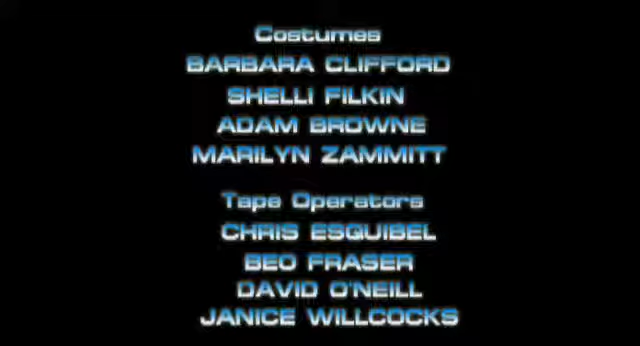 Costumes
BARBARA CLIFFORD
SHELLI FILKIN
ADAM BROWNE
MARILYN ZAMMITT
Tape Operators
CHRIS ESQUIBEL
BEO FRASER
DAVID O'NEILL
JANICE WILLCOCKS